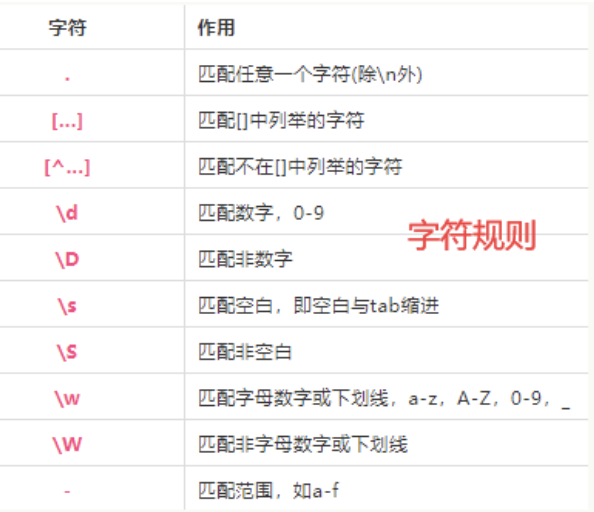 字符 作用
. 匹配任意一个字符(除\n外)
[...] 匹配[]中列举的字符
[^...] 匹配不在[]中列举的字符
\d 匹配数字，0-9
字符规则
\D 匹配非数字
\s 匹配空白，即空白与tab缩进
\S 匹配非空白
\w 匹配字母数字或下划线，a-z，A-Z，0-9，_
\W 匹配非字母数字或下划线
- 匹配范围，如a-f